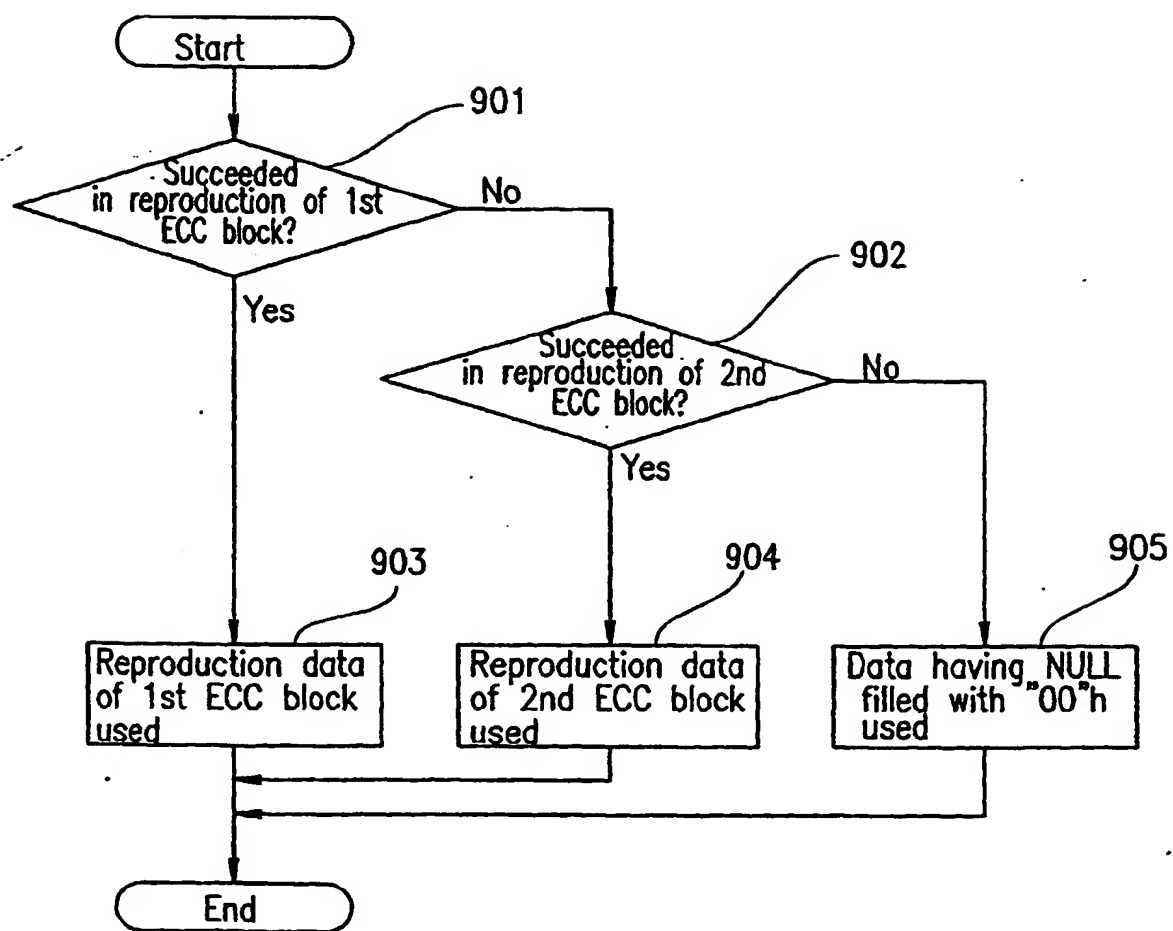 Start
901
Succeeded
in reproduction of 1st
ECC block?
No
Yes
902
Succeeded
in reproduction of 2nd
ECC block?
No
Yes
903
Reproduction data
of 1st ECC block
used
904
Reproduction data
of 2nd ECC block
used
905
Data having NULL
filled with "00"h
used
End